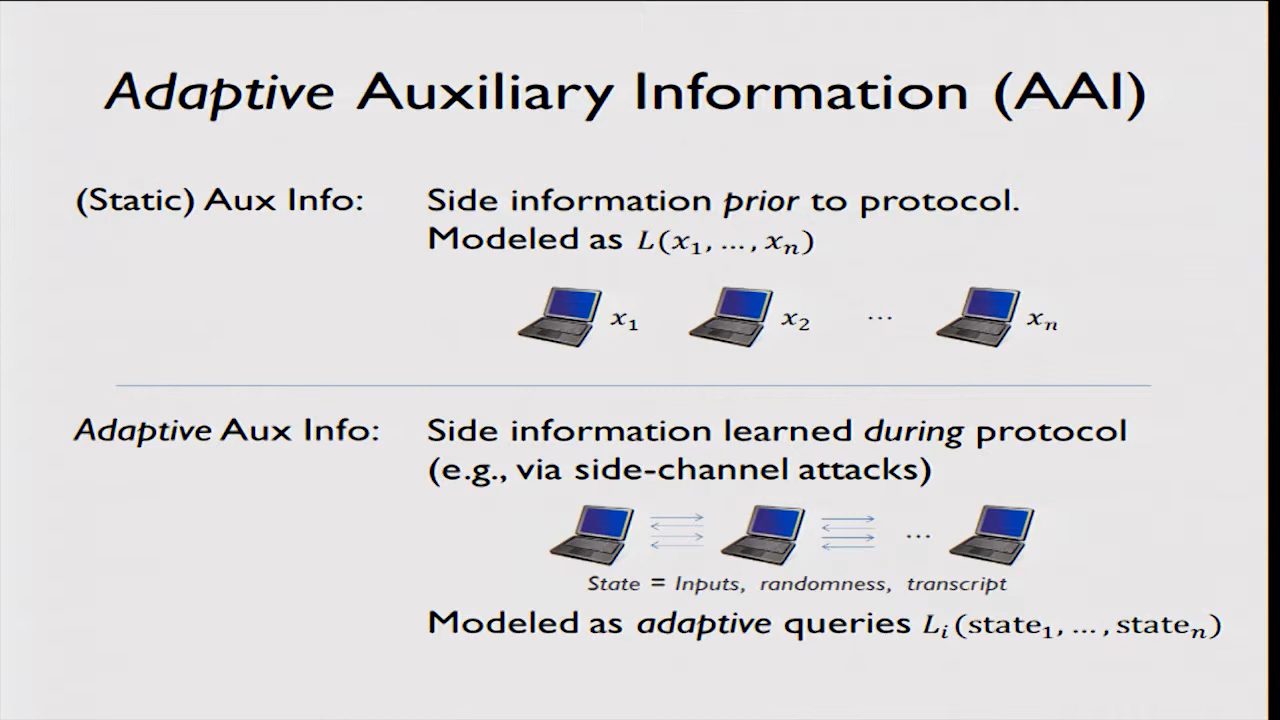 Adaptive Auxiliary Information (AAI)
(Static) Aux Info: Side information prior to protocol.
Modeled as L(x₁, … , xₙ)
x₁ x₂ … xₙ
Adaptive Aux Info: Side information learned during protocol
(e.g., via side-channel attacks)
…
State = Inputs, randomness, transcript
Modeled as adaptive queries Lᵢ(state₁, … , stateₙ)